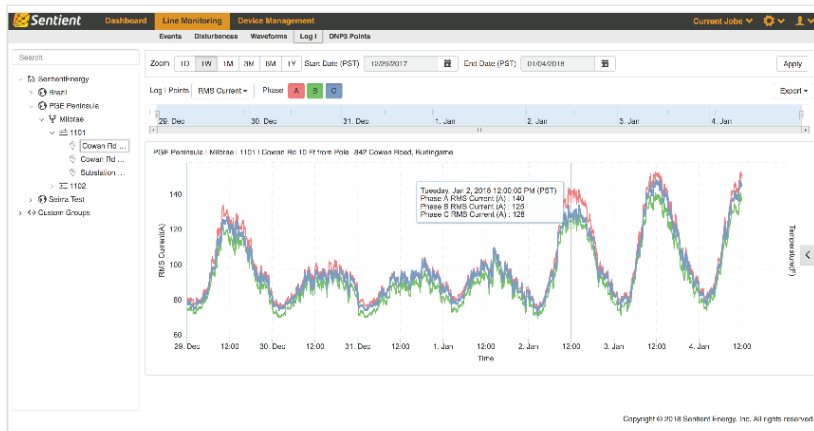 Sentient Dashboard Line Monitoring Device Management Current Jobs
Events Disturbances Waveforms Log I DNP3 Points
Search
Zoom 1D 1W 1M 3M 6M 1Y Start Date (PST) 12/29/2017 End Date (PST) 01/04/2018 Apply
SentientEnergy
Brazil
PGE Peninsula
Milbrae
1101
Cowan Rd ...
Cowan Rd ...
Substation ...
1102
Seirra Test
Custom Groups
Log I Points RMS Current Phase A B C Export
29. Dec 30. Dec 31. Dec 1. Jan 2. Jan 3. Jan 4. Jan
PGE Peninsula | Milbrae | 1101 | Cowan Rd 10 Ft from Pole 842 Cowan Road, Burlingame
Tuesday, Jan 2, 2018 12:00:00 PM (PST)
Phase A RMS Current (A) : 140
Phase B RMS Current (A) : 125
Phase C RMS Current (A) : 128
RMS Current(A)
140
120
100
80
60
Temperature(F)
29. Dec 12:00 30. Dec 12:00 31. Dec 12:00 1. Jan 12:00 2. Jan 12:00 3. Jan 12:00 4. Jan 12:00
Time
Copyright © 2018 Sentient Energy, Inc. All rights reserved.